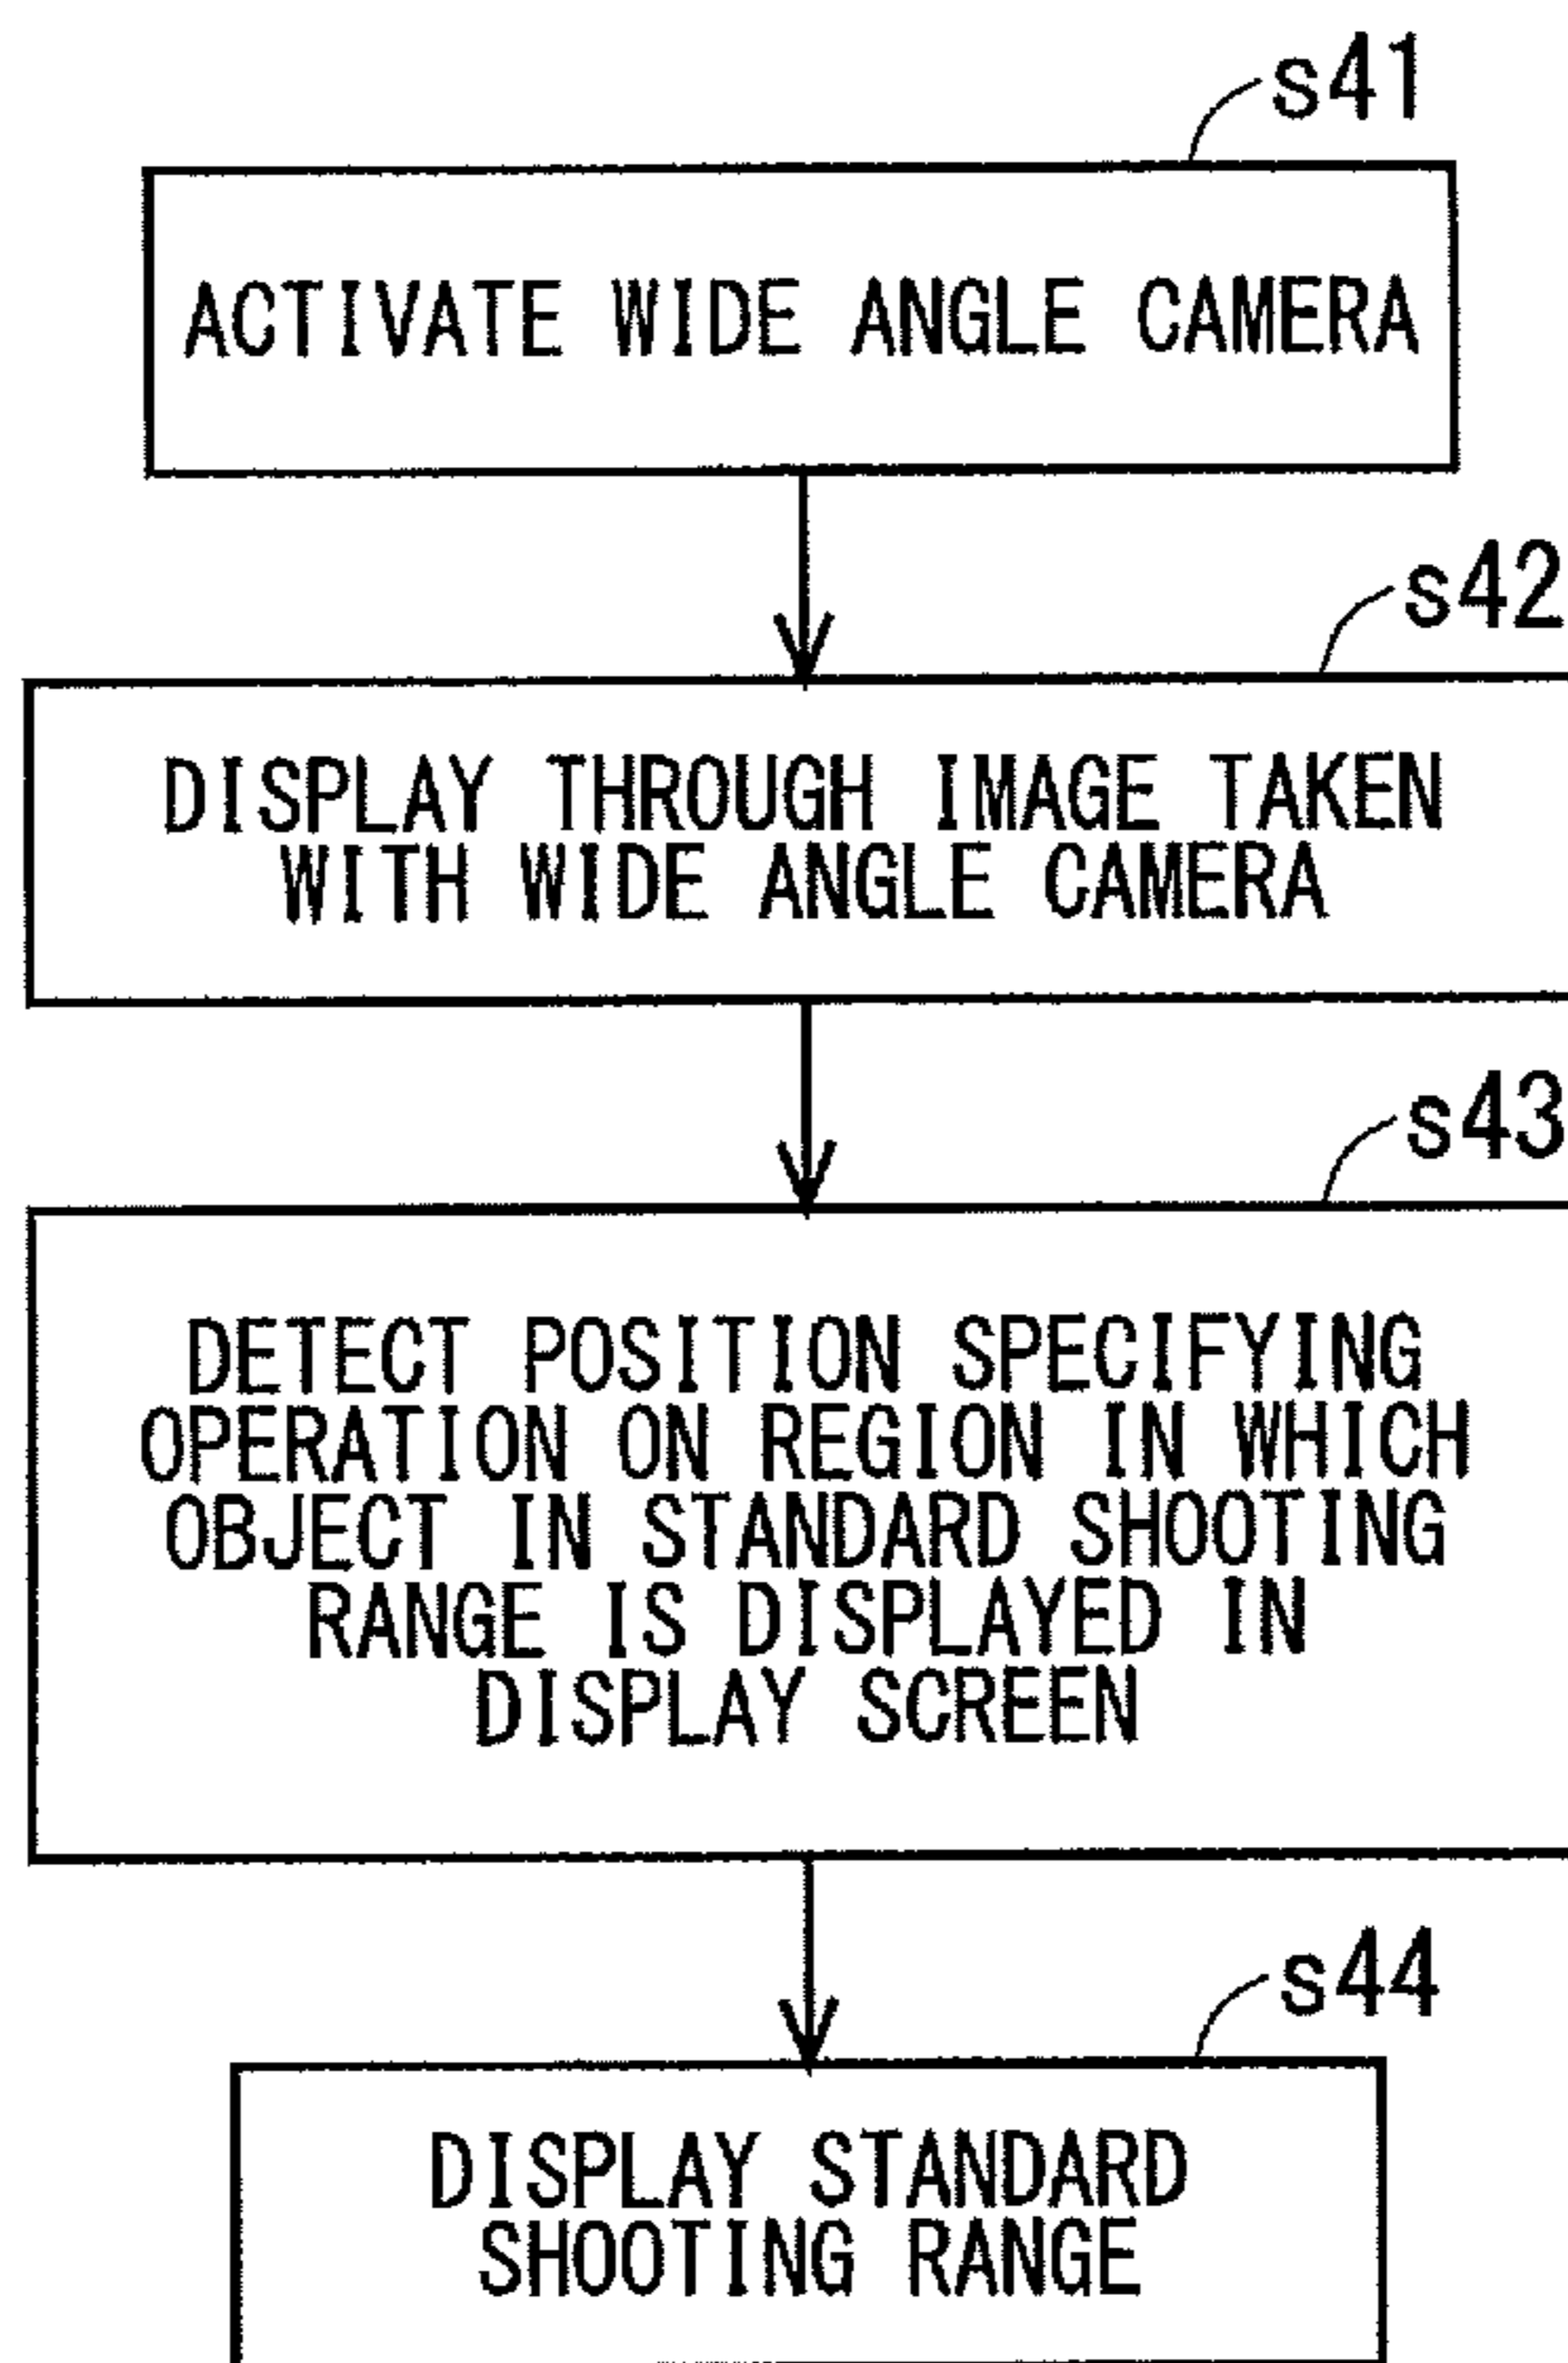 s41
ACTIVATE WIDE ANGLE CAMERA
s42
DISPLAY THROUGH IMAGE TAKEN
WITH WIDE ANGLE CAMERA
s43
DETECT POSITION SPECIFYING
OPERATION ON REGION IN WHICH
OBJECT IN STANDARD SHOOTING
RANGE IS DISPLAYED IN
DISPLAY SCREEN
s44
DISPLAY STANDARD
SHOOTING RANGE